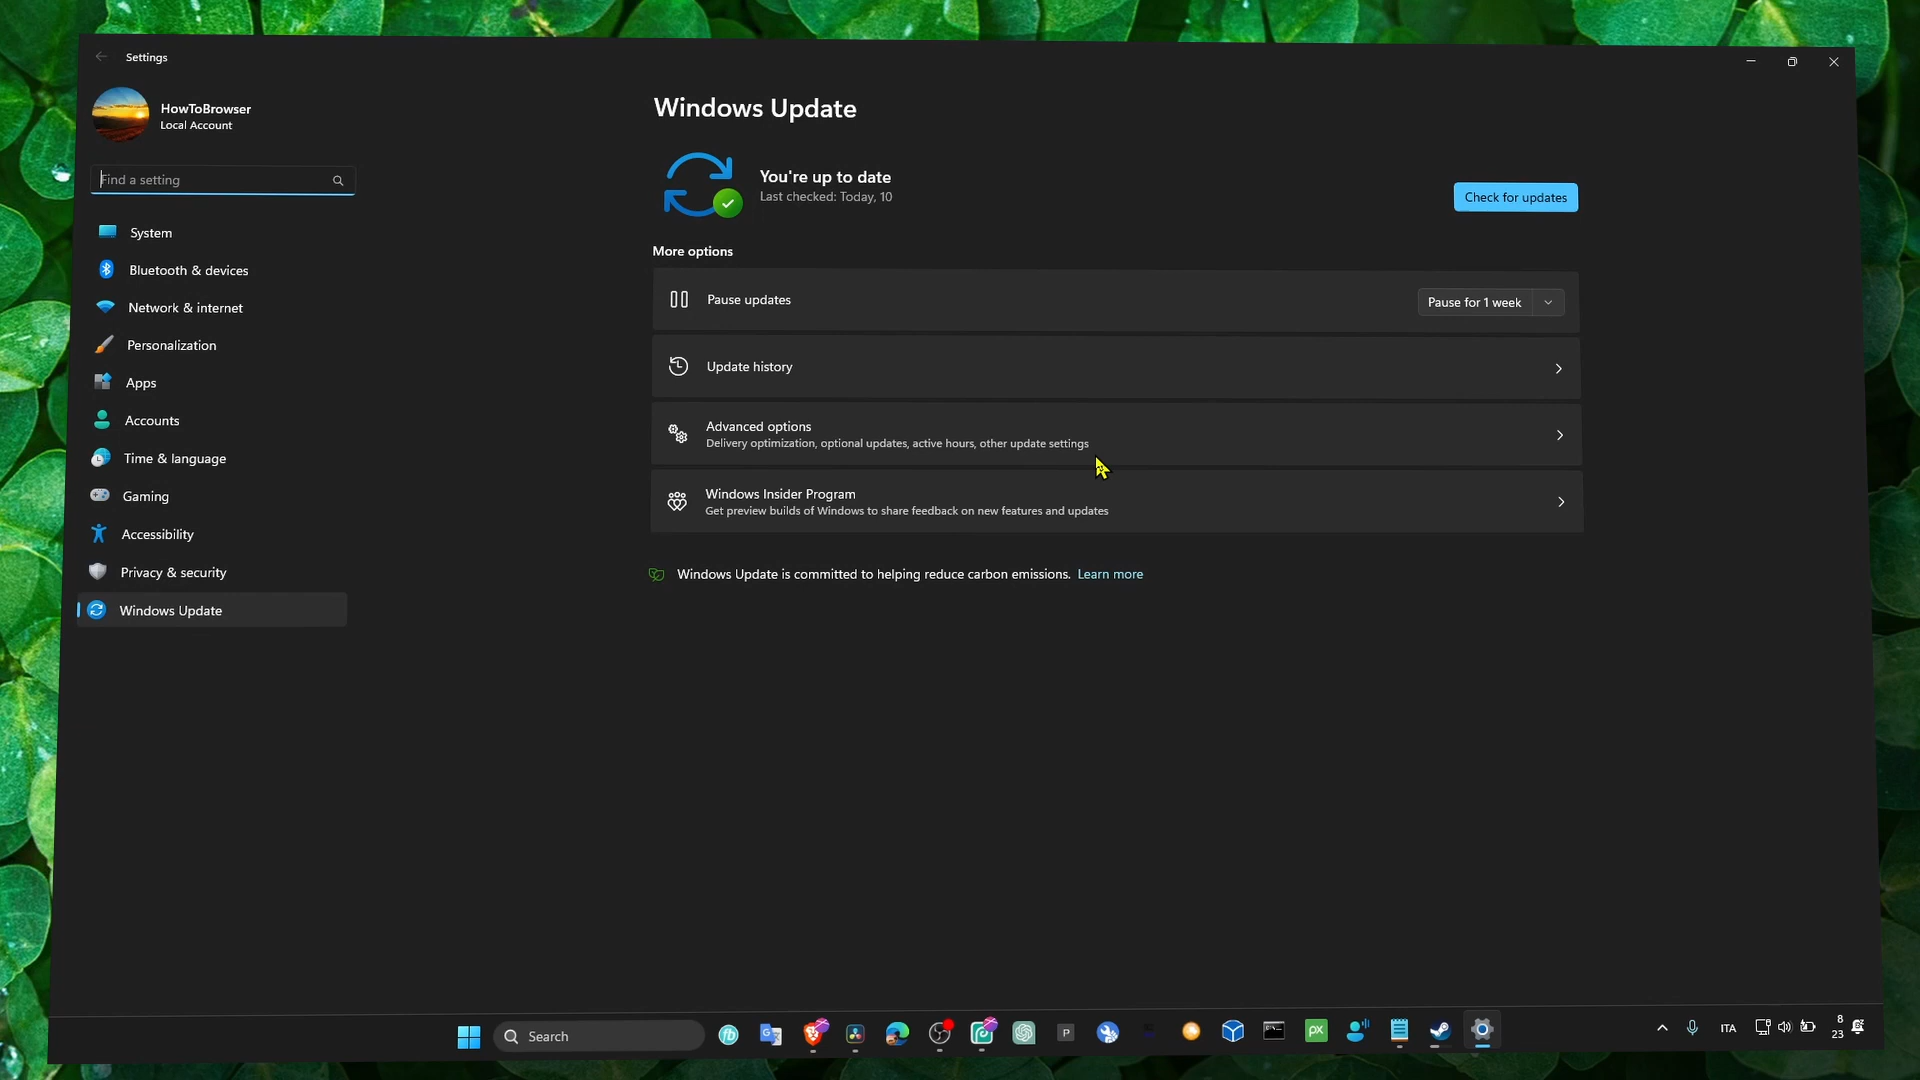 Settings
HowToBrowser
Local Account
Find a setting
System
Bluetooth & devices
Network & internet
Personalization
Apps
Accounts
Time & language
Gaming
Accessibility
Privacy & security
Windows Update
Windows Update
You're up to date
Last checked: Today, 10
Check for updates
More options
Pause updates
Pause for 1 week
Update history
Advanced options
Delivery optimization, optional updates, active hours, other update settings
Windows Insider Program
Get preview builds of Windows to share feedback on new features and updates
Windows Update is committed to helping reduce carbon emissions. Learn more
Search
P
px
ITA
8
23